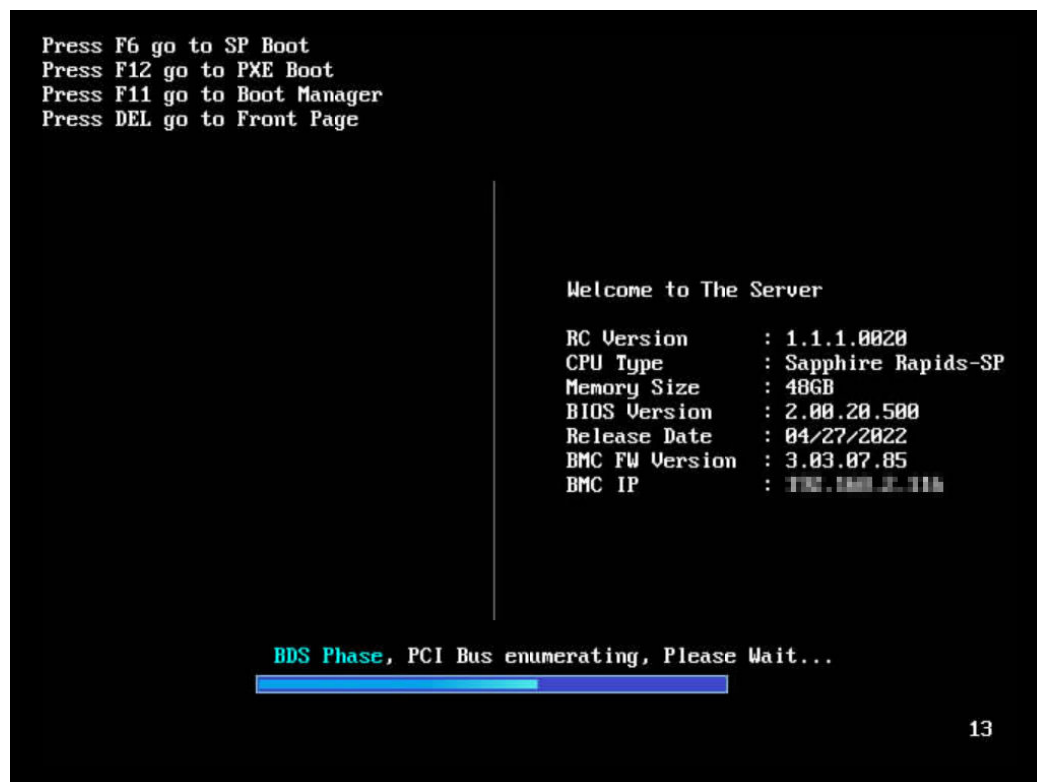 Press F6 go to SP Boot
Press F12 go to PXE Boot
Press F11 go to Boot Manager
Press DEL go to Front Page
Welcome to The Server
RC Version : 1.1.1.0020
CPU Type : Sapphire Rapids-SP
Memory Size : 48GB
BIOS Version : 2.00.20.500
Release Date : 04/27/2022
BMC FW Version : 3.03.07.85
BMC IP :
BDS Phase, PCI Bus enumerating, Please Wait...
13